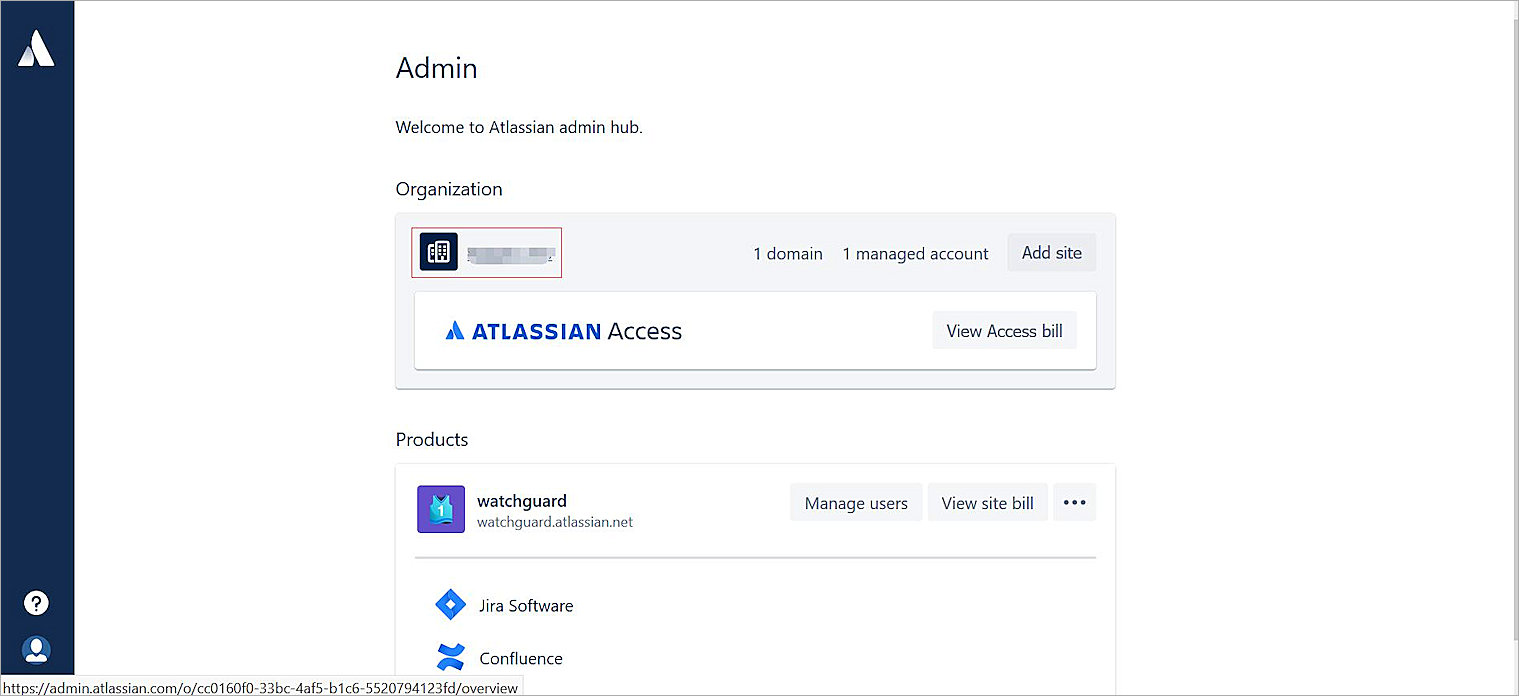 Admin
Welcome to Atlassian admin hub.
Organization
1 domain 1 managed account Add site
ATLASSIAN Access View Access bill
Products
1 watchguard Manage users View site bill •••
watchguard.atlassian.net
Jira Software
Confluence
?
https://admin.atlassian.com/o/cc0160f0-33bc-4af5-b1c6-5520794123fd/overview